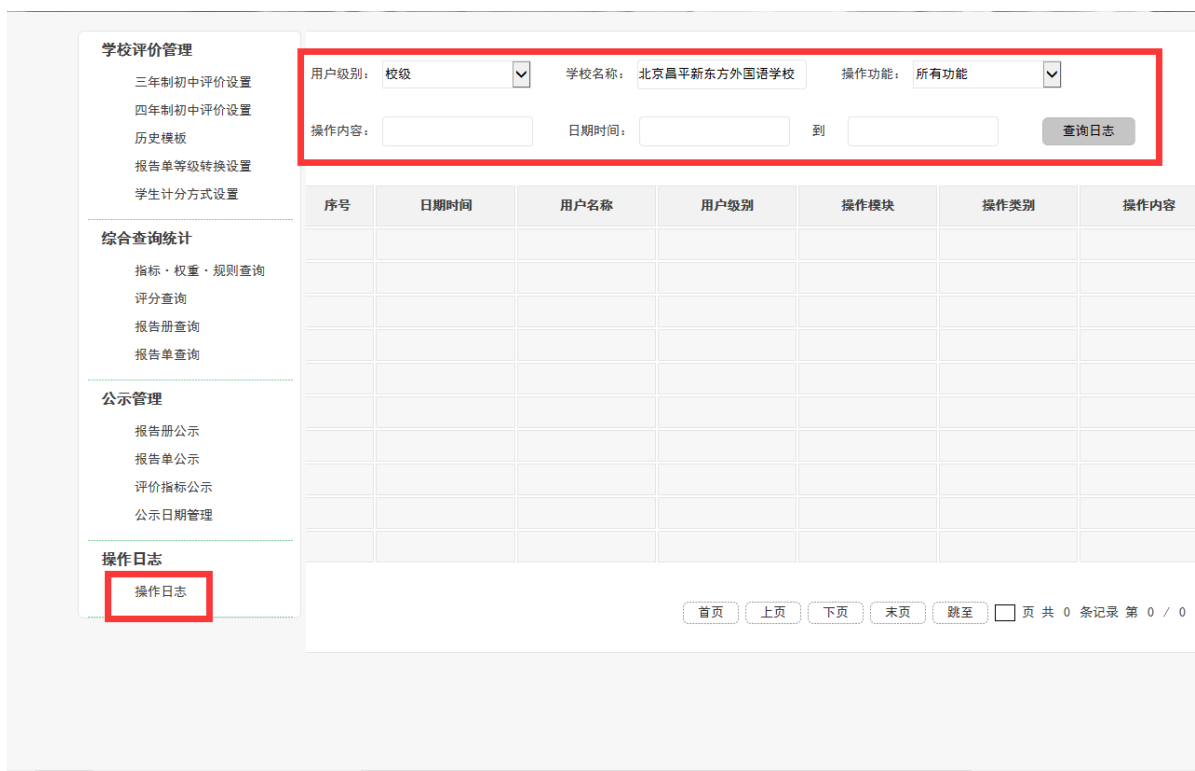 学校评价管理
三年制初中评价设置
四年制初中评价设置
历史模板
报告单等级转换设置
学生计分方式设置
综合查询统计
指标·权重·规则查询
评分查询
报告册查询
报告单查询
公示管理
报告册公示
报告单公示
评价指标公示
公示日期管理
操作日志
操作日志
用户级别： 校级 学校名称： 北京昌平新东方外国语学校 操作功能： 所有功能
操作内容： 日期时间： 到 查询日志
序号 日期时间 用户名称 用户级别 操作模块 操作类别 操作内容
首页 上页 下页 末页 跳至 页 共 0 条记录 第 0 / 0